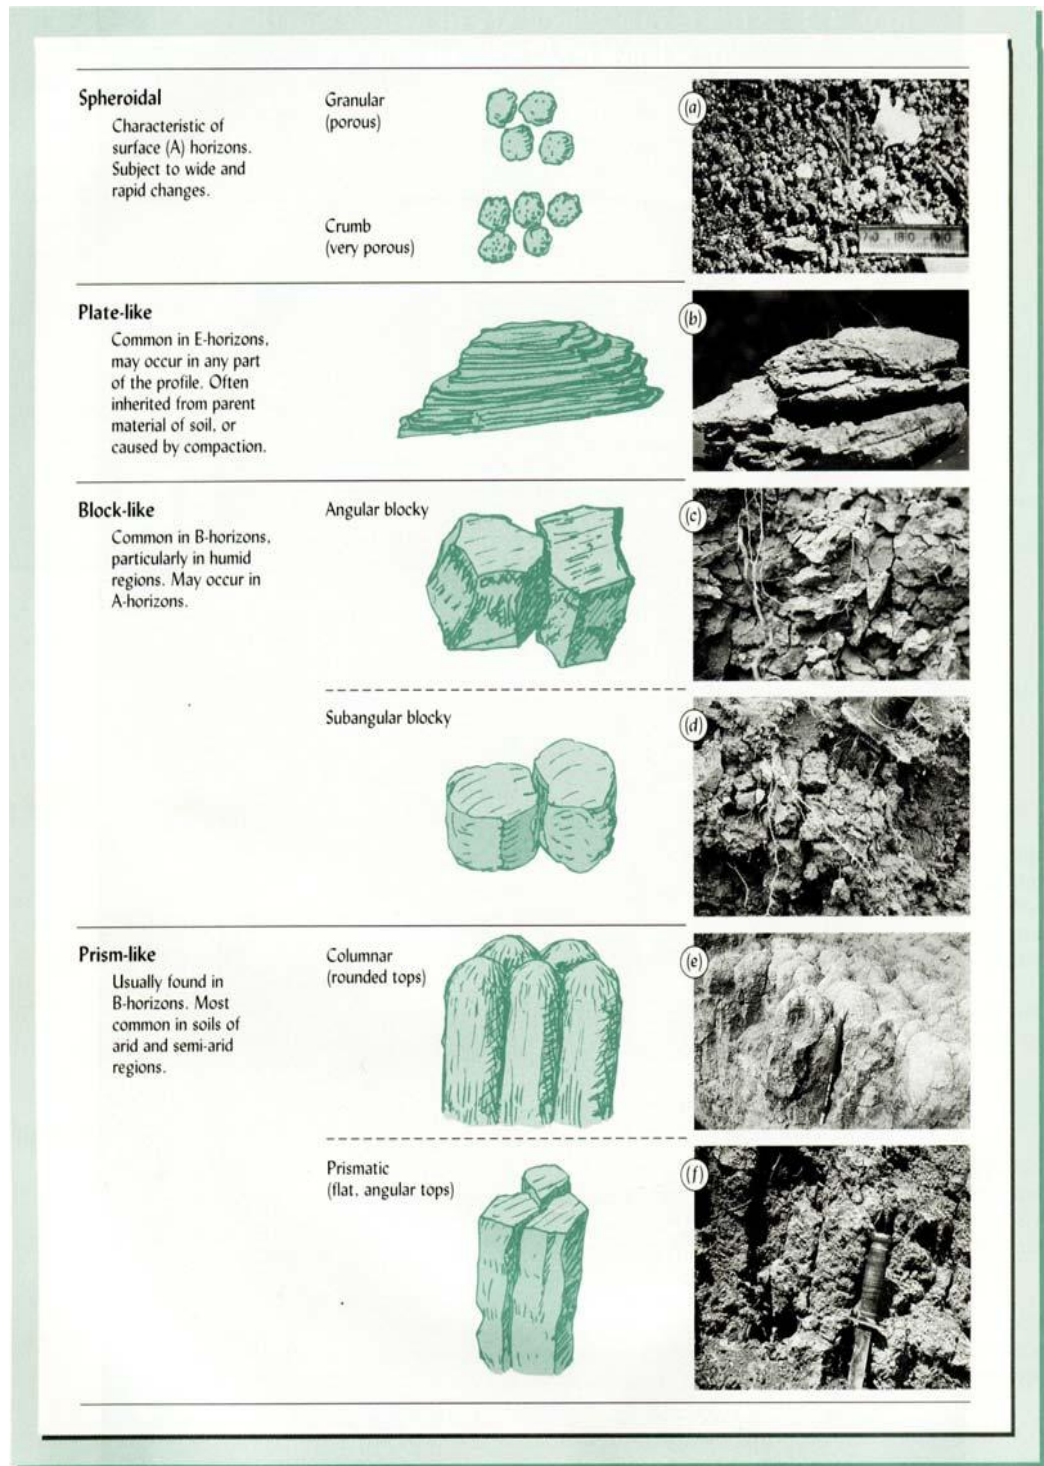 Spheroidal
Characteristic of
surface (A) horizons.
Subject to wide and
rapid changes.
Granular
(porous)
Crumb
(very porous)
(a)
180
Plate-like
Common in E-horizons,
may occur in any part
of the profile. Often
inherited from parent
material of soil, or
caused by compaction.
(b)
Block-like
Common in B-horizons,
particularly in humid
regions. May occur in
A-horizons.
Angular blocky
(c)
Subangular blocky
(d)
Prism-like
Usually found in
B-horizons. Most
common in soils of
arid and semi-arid
regions.
Columnar
(rounded tops)
(e)
Prismatic
(flat, angular tops)
(f)